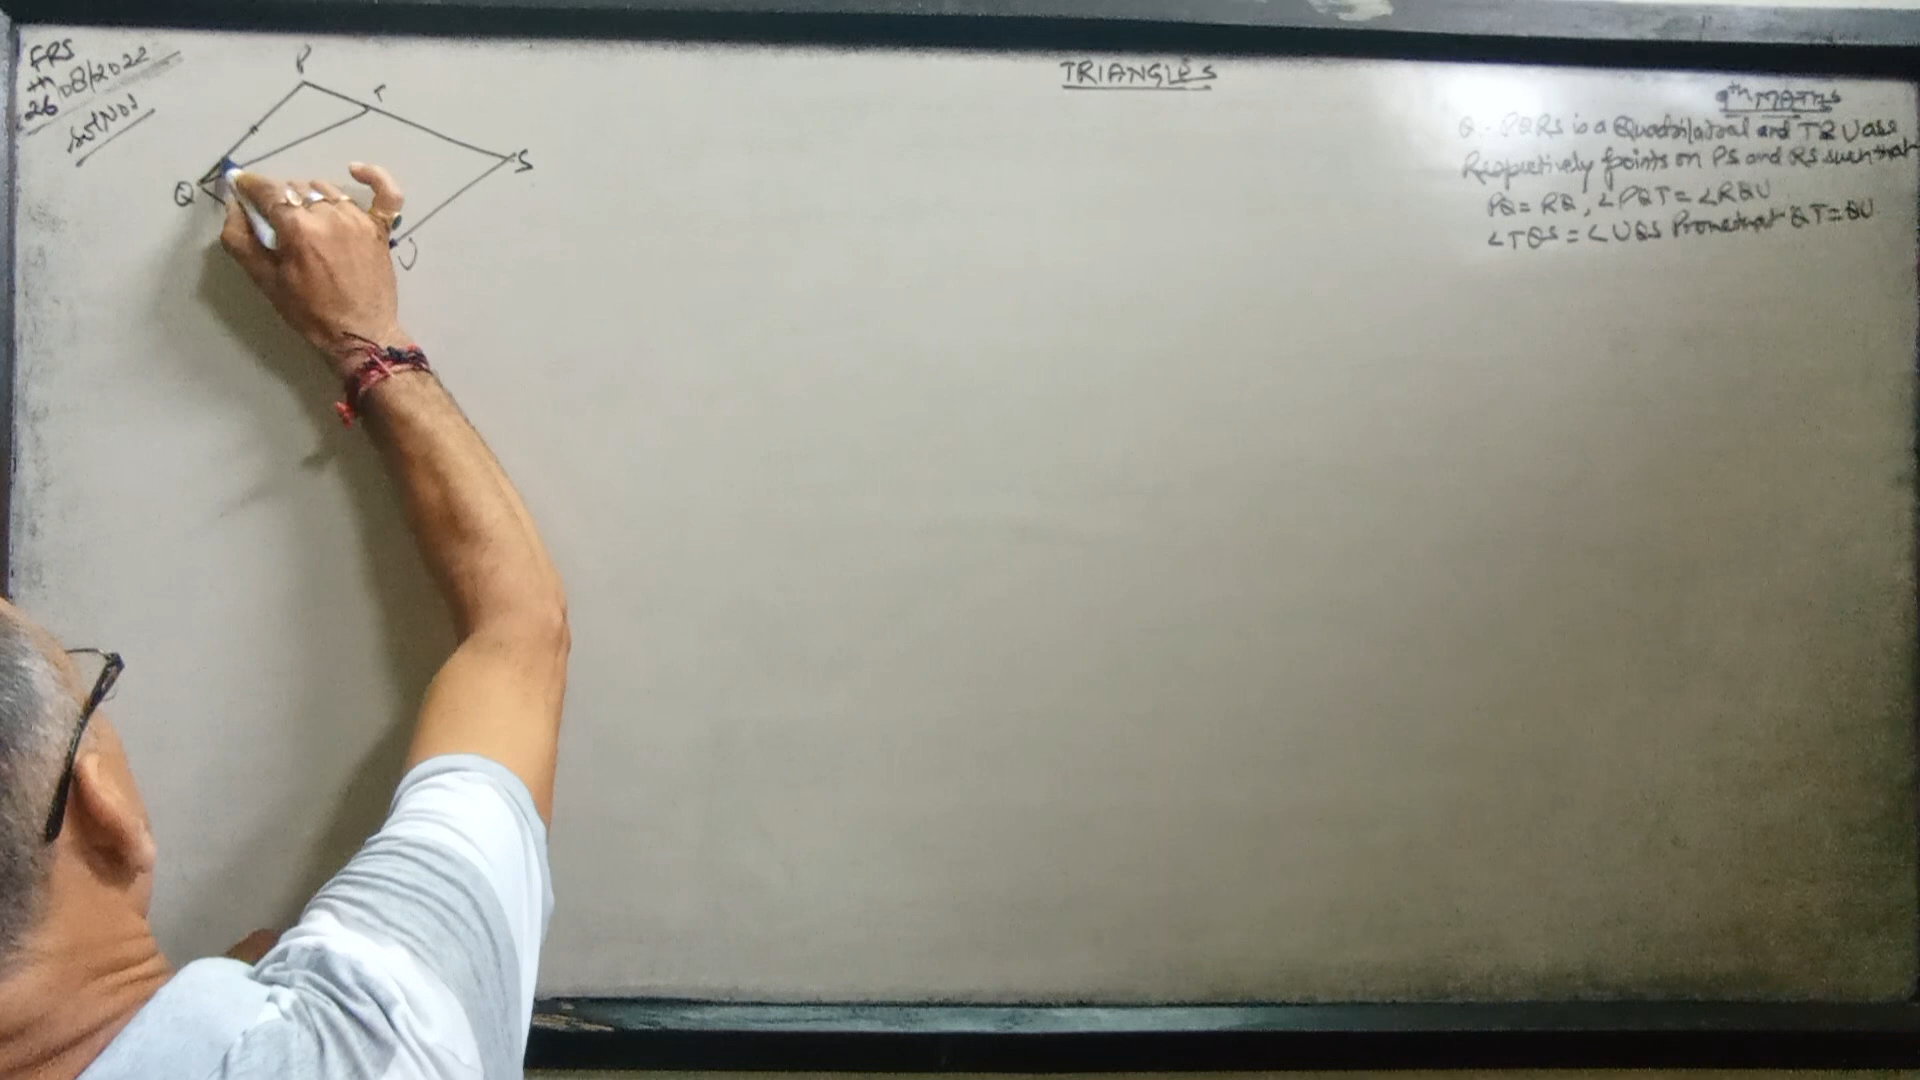 FRS
26th/08/2022
Sol No1
P
T
S
Q
U
TRIANGLES
9th MATHS
Q - PQRS is a Quadrilateral and T & U are
Respectively points on PS and RS such that
PQ = RQ, ∠PQT = ∠RQU
∠TQS = ∠UQS Prove that QT = QU